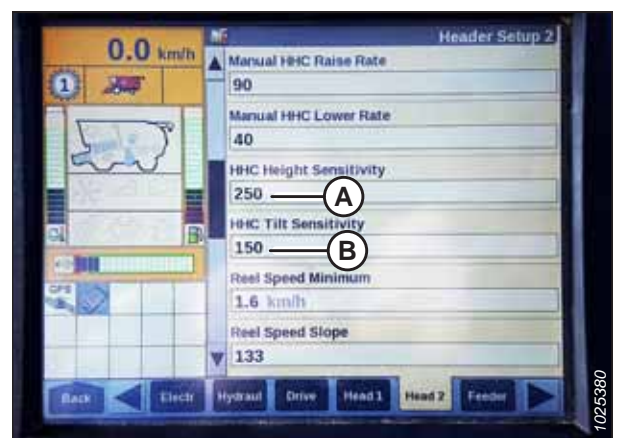 0.0 km/h
Header Setup 2
1
Manual HHC Raise Rate
90
Manual HHC Lower Rate
40
HHC Height Sensitivity
250
A
HHC Tilt Sensitivity
150
B
Reel Speed Minimum
1.6 km/h
GPS
Reel Speed Slope
133
Back Electr Hydraul Drive Head 1 Head 2 Feeder
1025380